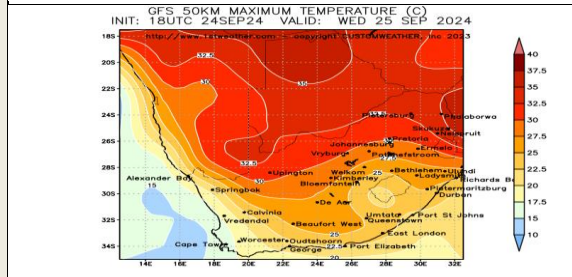 GFS 50KM MAXIMUM TEMPERATURE (C)
INIT: 18UTC 24SEP24 VALID: WED 25 SEP 2024
18S
20S
22S
24S
26S
28S
30S
32S
34S
14E 16E 18E 20E 22E 24E 26E 28E 30E 32E
40
37.5
35
32.5
30
27.5
25
22.5
20
17.5
15
12.5
10
32.5
30
35
Pietersburg Phalaborwa
Skukuza
Nelspruit
Pretoria
Johannesburg
Ermelo
Vryburg Potchefstroom
32.5
Upington
Welkom Bethlehem Ulundi
25
Kimberley Ladysmith
Alexander Bay
15
30
Bloemfontein
Richards
Springbok
Pietermaritzburg
Durban
De Aar
Calvinia
Vredendal
Umtata Port St Johns
Beaufort West Queenstown
25
East London
Cape Town Worcester Oudtshoorn
George 22.5 Port Elizabeth
20